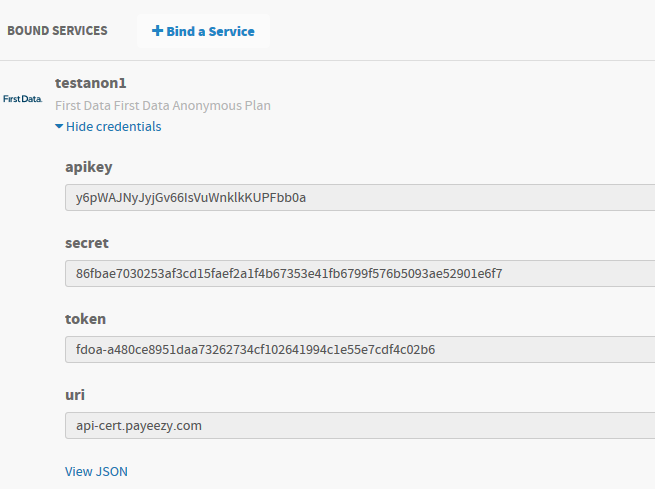 BOUND SERVICES
+ Bind a Service
First Data.
testanon1
First Data First Data Anonymous Plan
Hide credentials
apikey
y6pWAJNyJyjGv66IsVuWnklkKUPFbb0a
secret
86fbae7030253af3cd15faef2a1f4b67353e41fb6799f576b5093ae52901e6f7
token
fdoa-a480ce8951daa73262734cf102641994c1e55e7cdf4c02b6
uri
api-cert.payeezy.com
View JSON